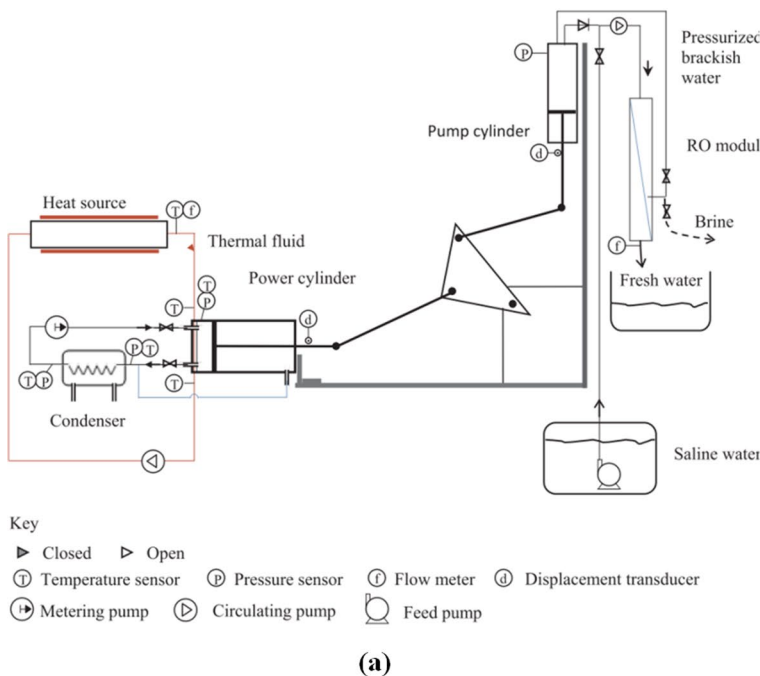 Pressurized
brackish
water
P
Pump cylinder
d
RO modul
Heat source
T f
Thermal fluid
Brine
f
Power cylinder
T
P
T
Fresh water
d
P T
T P
T
Condenser
Saline water
Key
Closed Open
T Temperature sensor P Pressure sensor f Flow meter d Displacement transducer
Metering pump Circulating pump Feed pump
(a)